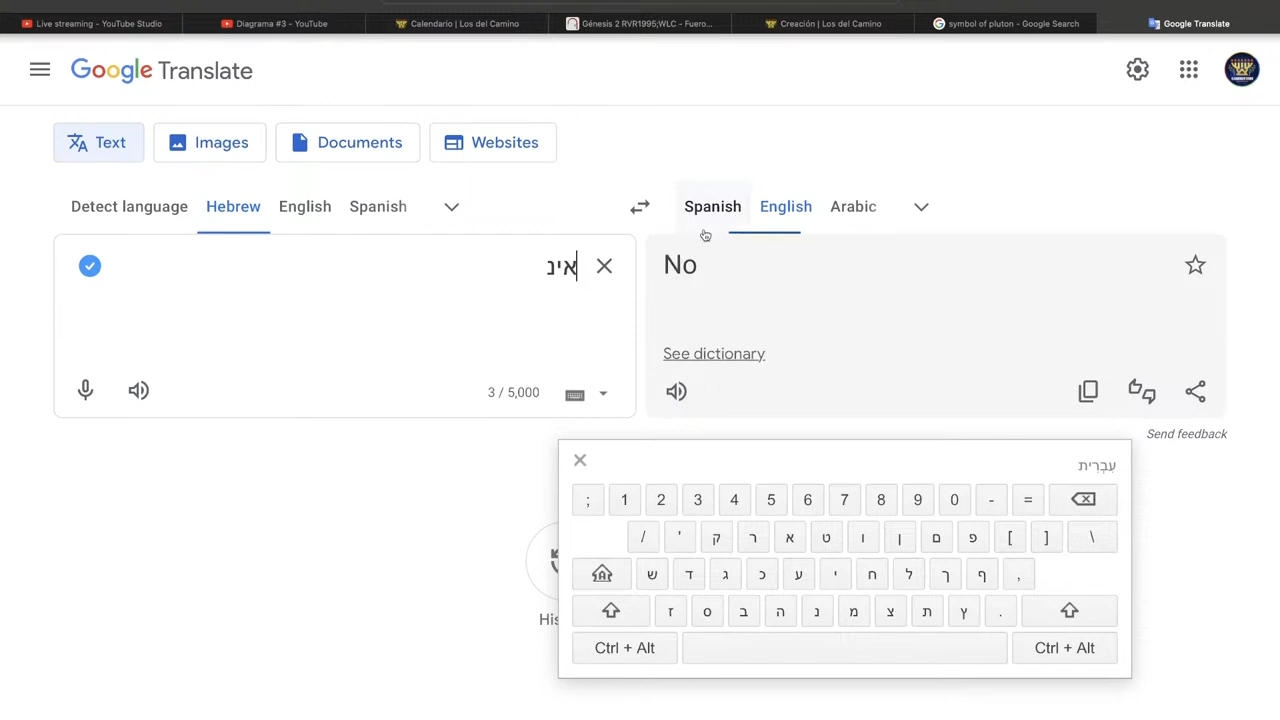 Live streaming - YouTube Studio
Diagrama #3 - YouTube
Calendario | Los del Camino
Génesis 2 RVR1995;WLC - Fuero...
Creación | Los del Camino
symbol of pluton - Google Search
Google Translate
Google Translate
Text
Images
Documents
Websites
Detect language
Hebrew
English
Spanish
Spanish
English
Arabic
אינ
No
See dictionary
3 / 5,000
Send feedback
עִבְרִית
; 1 2 3 4 5 6 7 8 9 0 - =
/ ' ק ר א ט ו ן ם פ [ ] \
ש ד ג כ ע י ח ל ך ף ,
ז ס ב ה נ מ צ ת ץ .
Ctrl + Alt
Ctrl + Alt
His